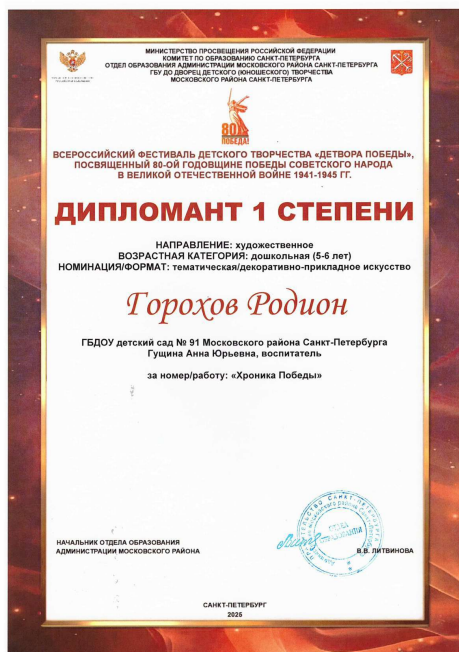 МИНИСТЕРСТВО ПРОСВЕЩЕНИЯ РОССИЙСКОЙ ФЕДЕРАЦИИ
КОМИТЕТ ПО ОБРАЗОВАНИЮ САНКТ-ПЕТЕРБУРГА
ОТДЕЛ ОБРАЗОВАНИЯ АДМИНИСТРАЦИИ МОСКОВСКОГО РАЙОНА САНКТ-ПЕТЕРБУРГА
ГБУ ДО ДВОРЕЦ ДЕТСКОГО (ЮНОШЕСКОГО) ТВОРЧЕСТВА
МОСКОВСКОГО РАЙОНА САНКТ-ПЕТЕРБУРГА
80
ПОБЕДА!
ВСЕРОССИЙСКИЙ ФЕСТИВАЛЬ ДЕТСКОГО ТВОРЧЕСТВА «ДЕТВОРА ПОБЕДЫ»,
ПОСВЯЩЕННЫЙ 80-ОЙ ГОДОВЩИНЕ ПОБЕДЫ СОВЕТСКОГО НАРОДА
В ВЕЛИКОЙ ОТЕЧЕСТВЕННОЙ ВОЙНЕ 1941-1945 ГГ.
ДИПЛОМАНТ 1 СТЕПЕНИ
НАПРАВЛЕНИЕ: художественное
ВОЗРАСТНАЯ КАТЕГОРИЯ: дошкольная (5-6 лет)
НОМИНАЦИЯ/ФОРМАТ: тематическая/декоративно-прикладное искусство
Горохов Родион
ГБДОУ детский сад № 91 Московского района Санкт-Петербурга
Гущина Анна Юрьевна, воспитатель
за номер/работу: «Хроника Победы»
НАЧАЛЬНИК ОТДЕЛА ОБРАЗОВАНИЯ
АДМИНИСТРАЦИИ МОСКОВСКОГО РАЙОНА
В.В. ЛИТВИНОВА
САНКТ-ПЕТЕРБУРГ
2025